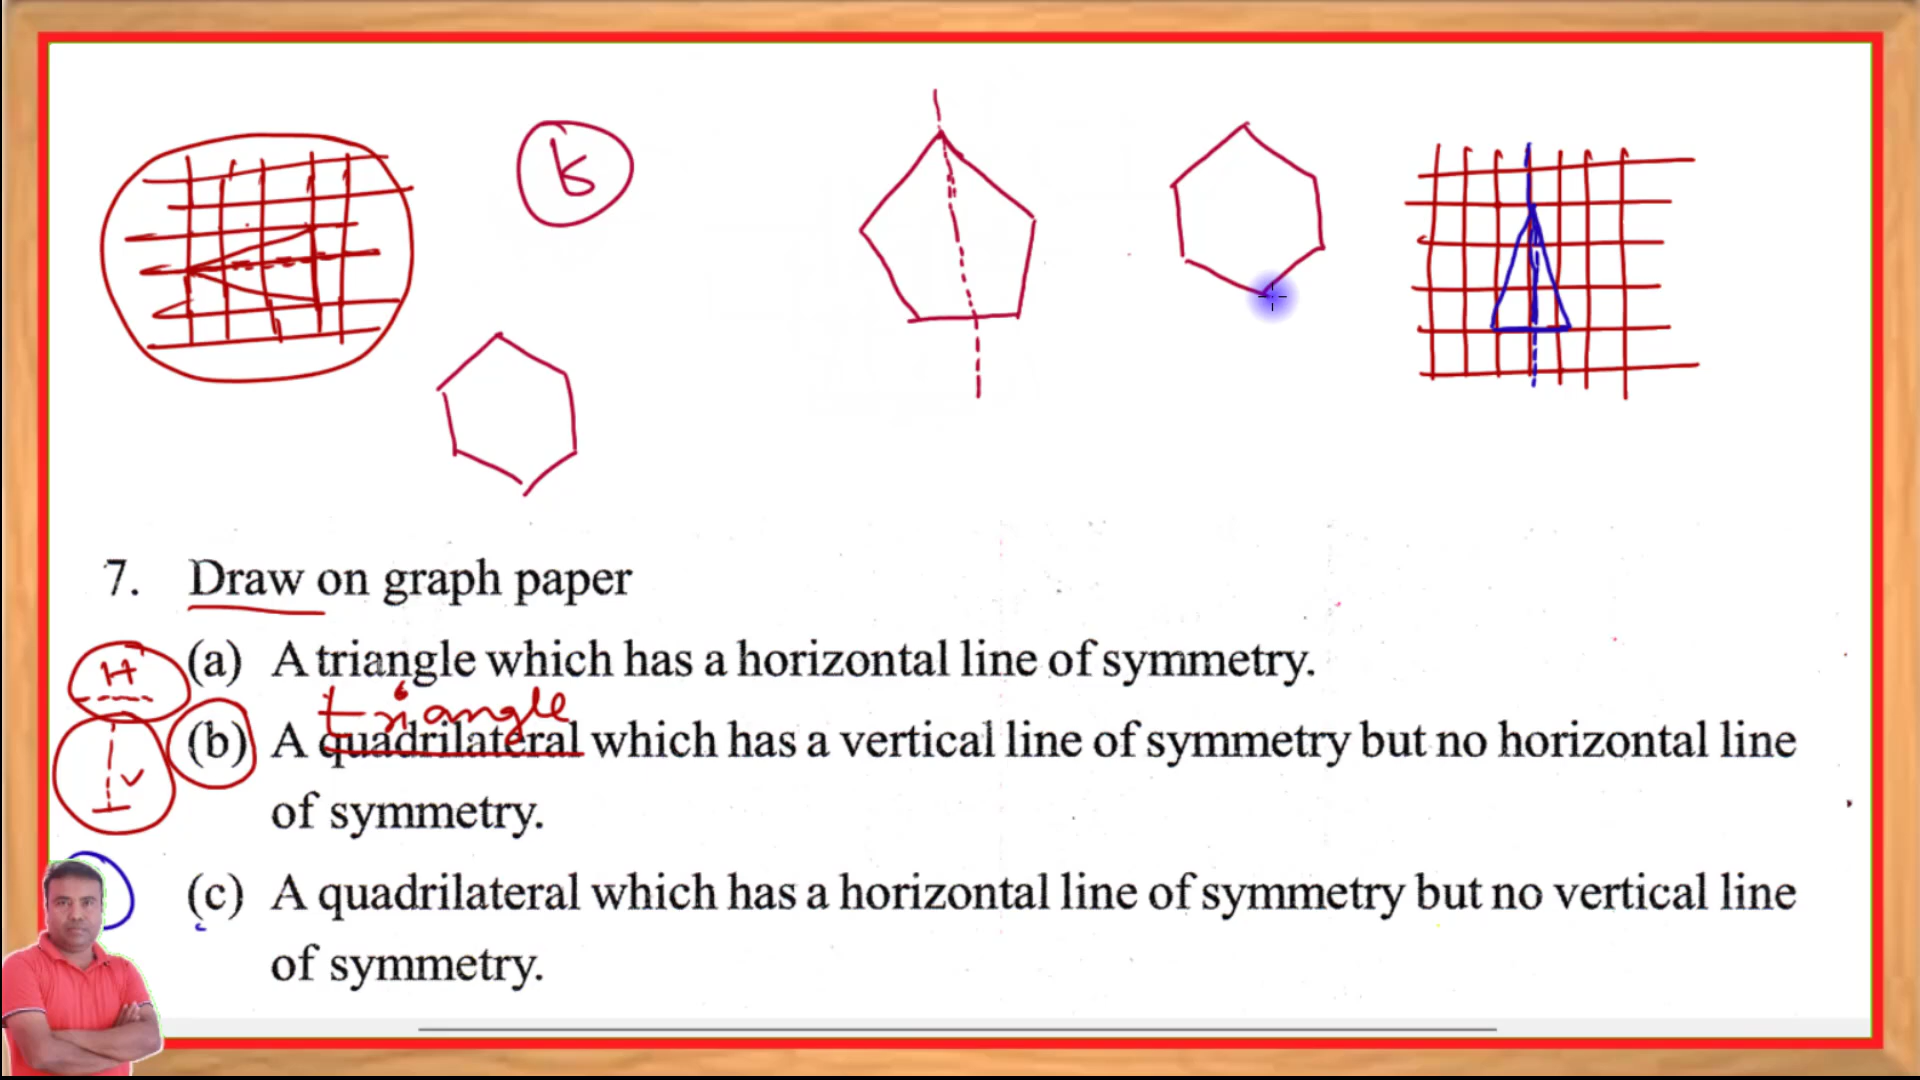 b
7. Draw on graph paper
H (a) A triangle which has a horizontal line of symmetry.
triangle
(b) A quadrilateral which has a vertical line of symmetry but no horizontal line
V
of symmetry.
(c) A quadrilateral which has a horizontal line of symmetry but no vertical line
of symmetry.